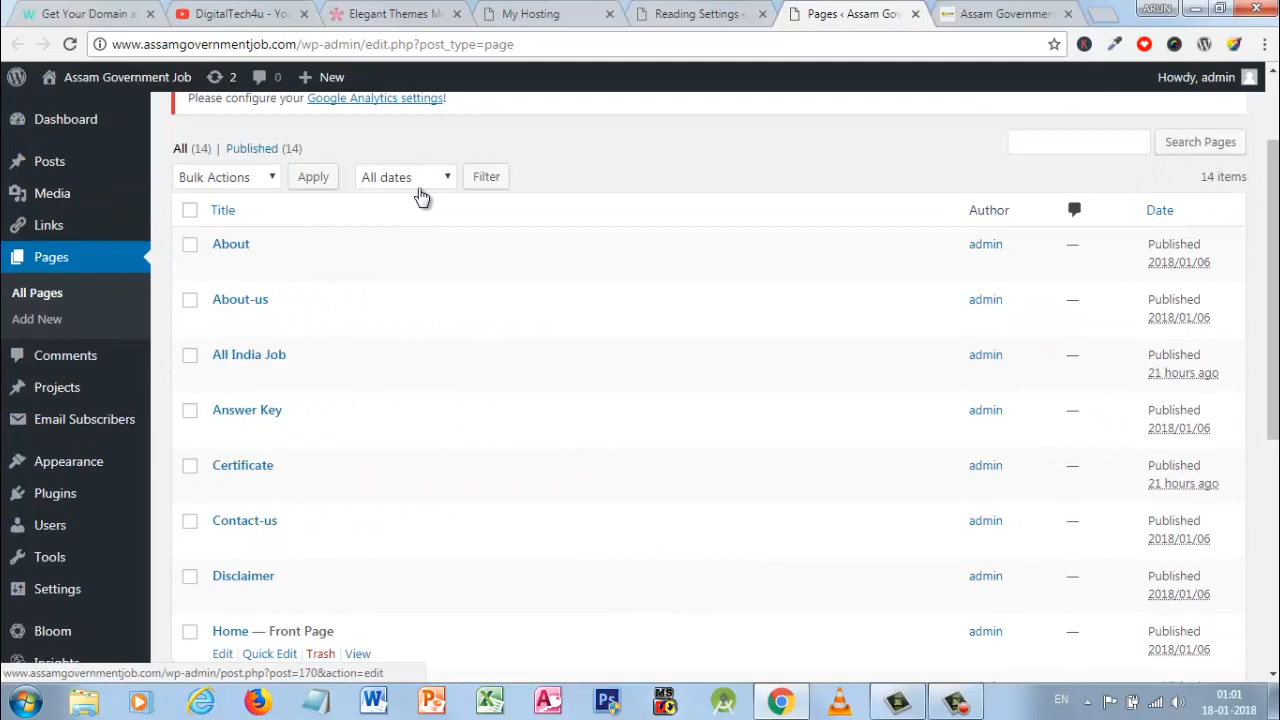 Get Your Domain a
DigitalTech4u - You
Elegant Themes M
My Hosing
Reading Settings ‹
Pages ‹ Assam Gov
Assam Government
ARUN
www.assamgovernmentjob.com/wp-admin/edit.php?post_type=page
Assam Government Job 2 0 + New
Howdy, admin
Please configure your Google Analytics settings!
Dashboard
Posts
Media
Links
Pages
All Pages
Add New
Comments
Projects
Email Subscribers
Appearance
Plugins
Users
Tools
Settings
Bloom
Insights
All (14) | Published (14)
Search Pages
Bulk Actions Apply All dates Filter
14 items
Title Author Date
About admin — Published
2018/01/06
About-us admin — Published
2018/01/06
All India Job admin — Published
21 hours ago
Answer Key admin — Published
2018/01/06
Certificate admin — Published
21 hours ago
Contact-us admin — Published
2018/01/06
Disclaimer admin — Published
2018/01/06
Home — Front Page admin — Published
Edit | Quick Edit | Trash | View
2018/01/06
www.assamgovernmentjob.com/wp-admin/post.php?post=170&action=edit
EN
01:01
18-01-2018